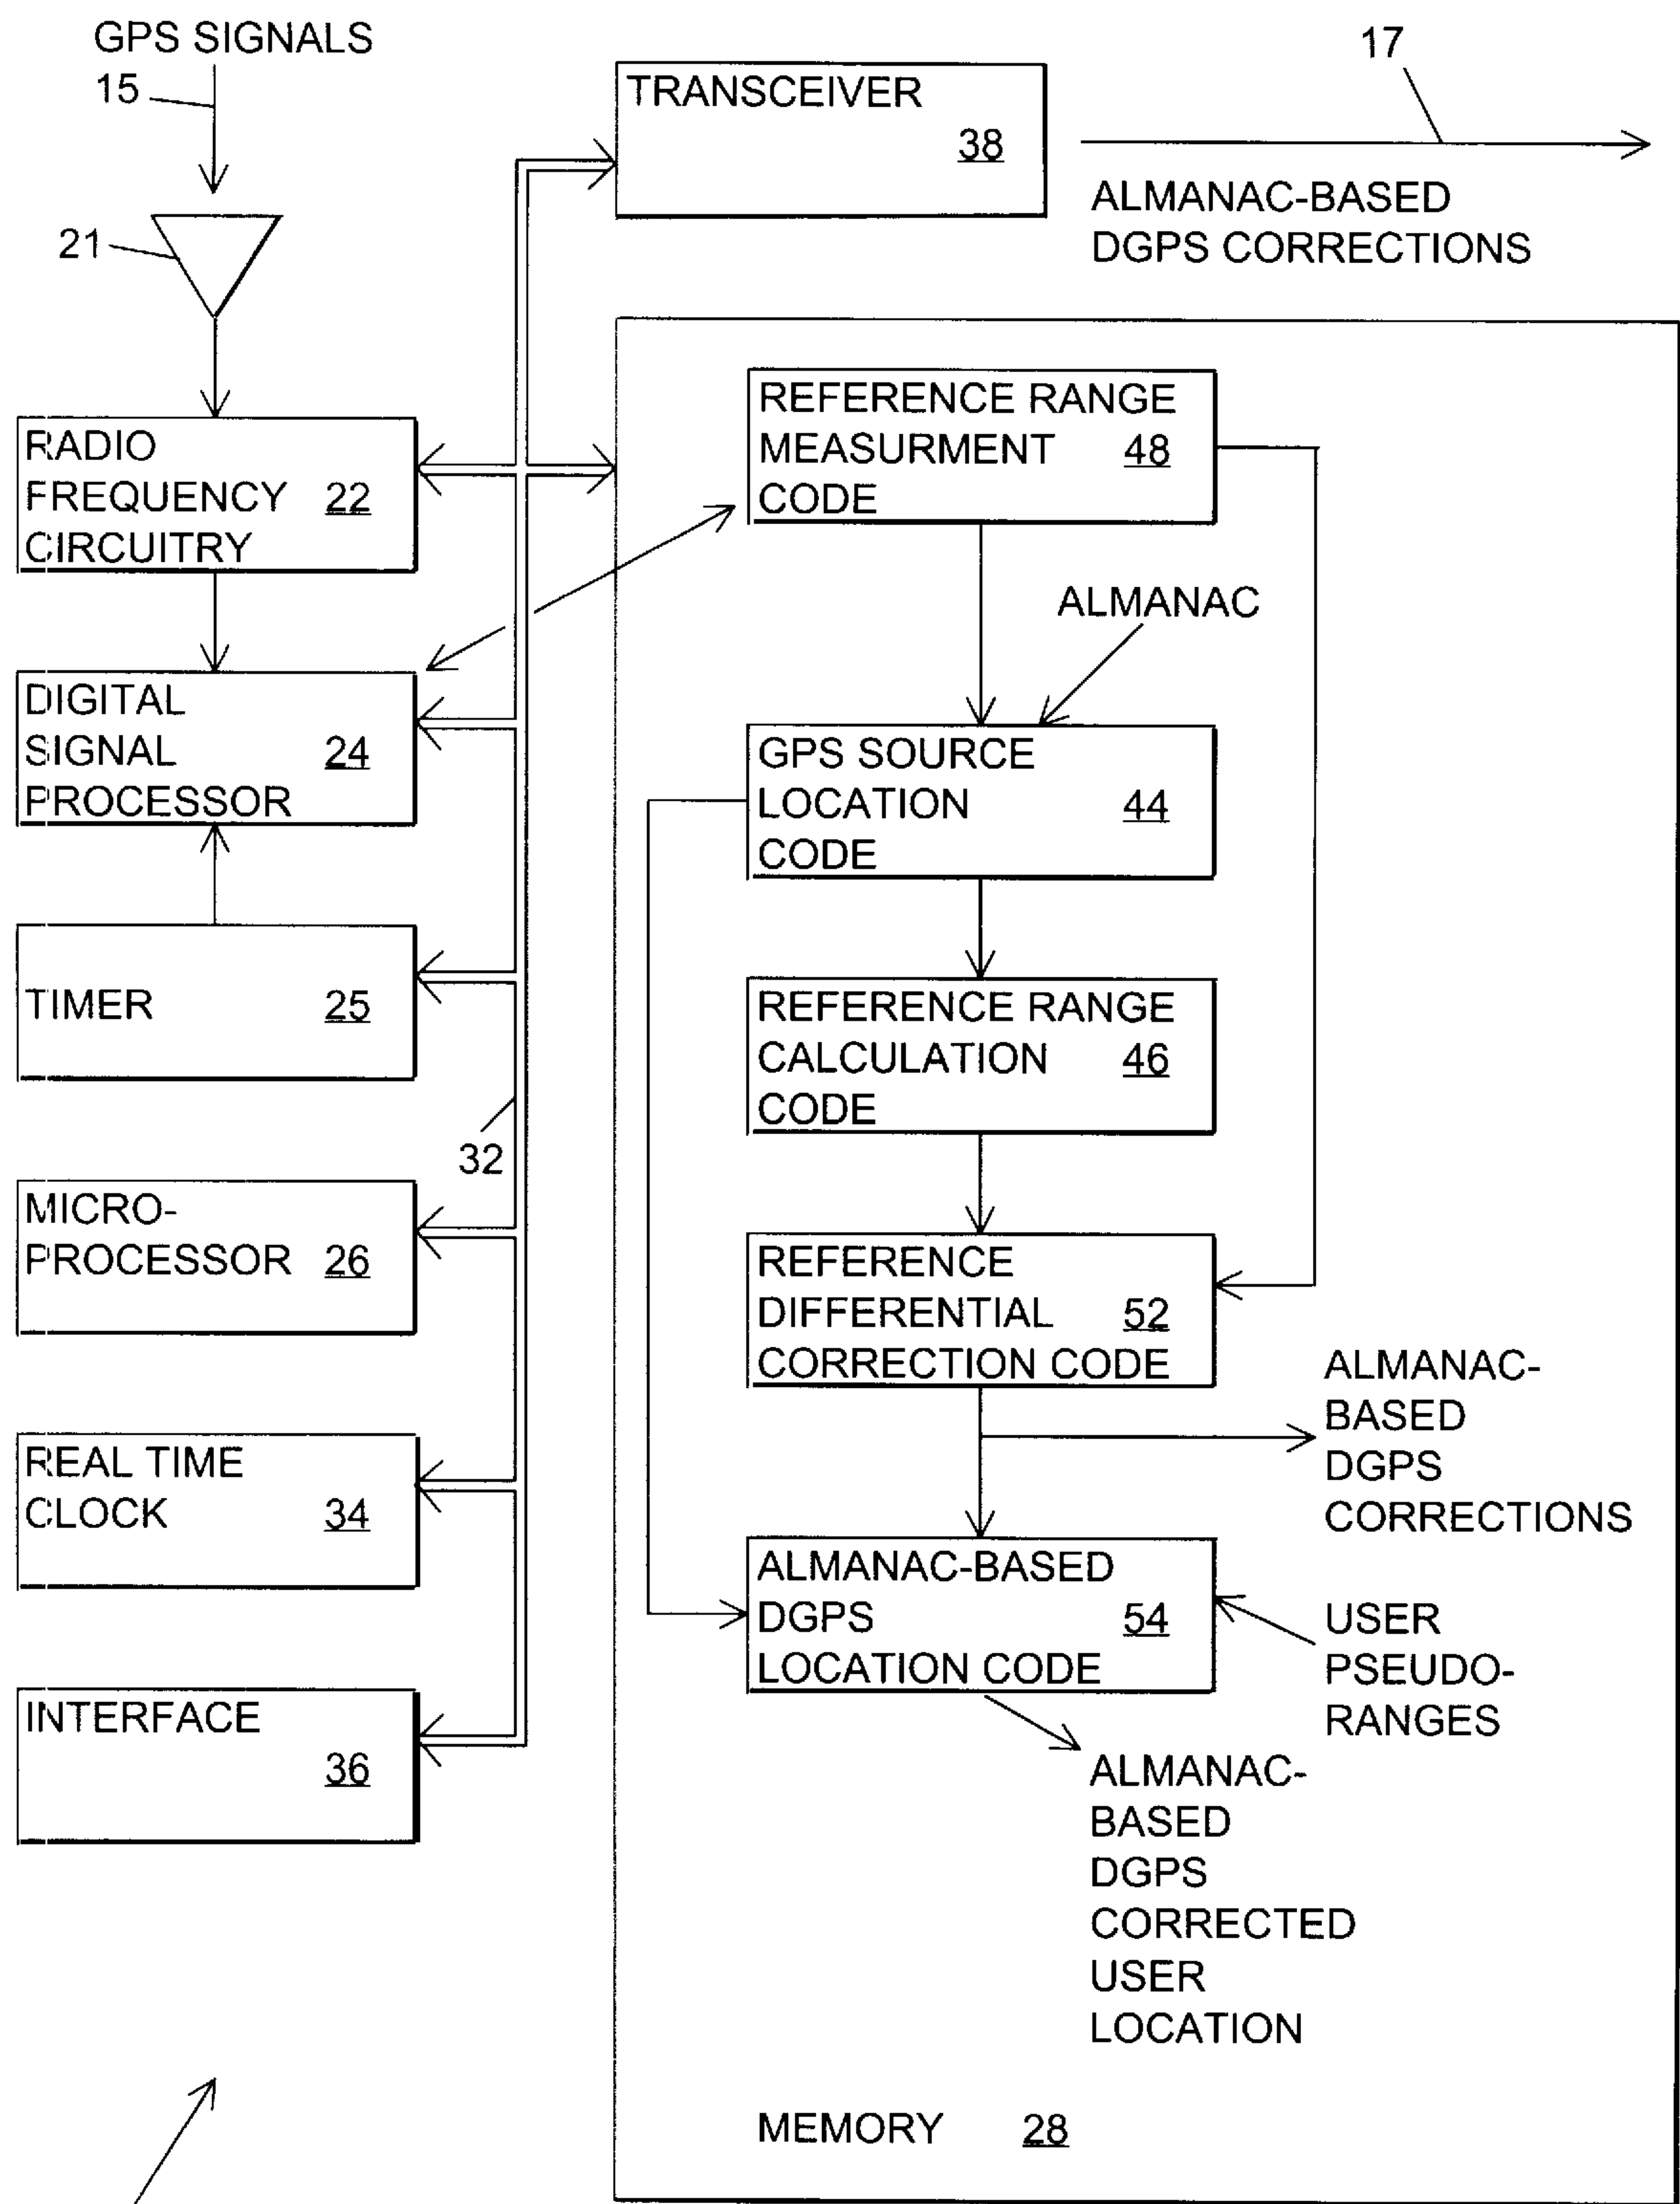 GPS SIGNALS
15
21
RADIO
FREQUENCY 22
CIRCUITRY
DIGITAL
SIGNAL 24
PROCESSOR
TIMER 25
MICRO-
PROCESSOR 26
REAL TIME
CLOCK 34
INTERFACE
36
32
TRANSCEIVER
38
17
ALMANAC-BASED
DGPS CORRECTIONS
REFERENCE RANGE
MEASURMENT 48
CODE
ALMANAC
GPS SOURCE
LOCATION 44
CODE
REFERENCE RANGE
CALCULATION 46
CODE
REFERENCE
DIFFERENTIAL 52
CORRECTION CODE
ALMANAC-
BASED
DGPS
CORRECTIONS
ALMANAC-BASED
DGPS 54
LOCATION CODE
USER
PSEUDO-
RANGES
ALMANAC-
BASED
DGPS
CORRECTED
USER
LOCATION
MEMORY 28